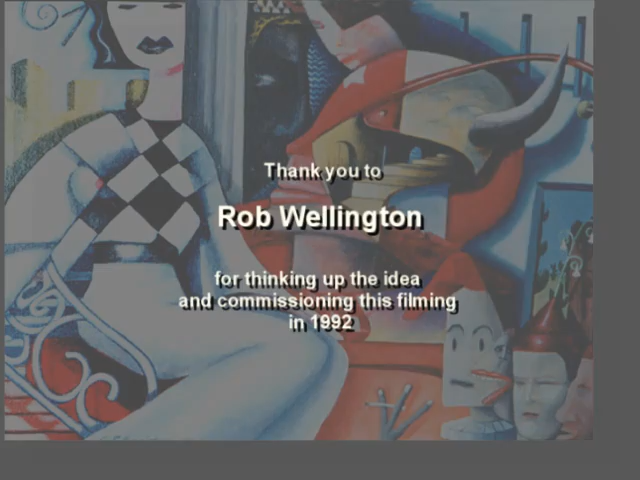 Thank you to
Rob Wellington
for thinking up the idea
and commissioning this filming
in 1992